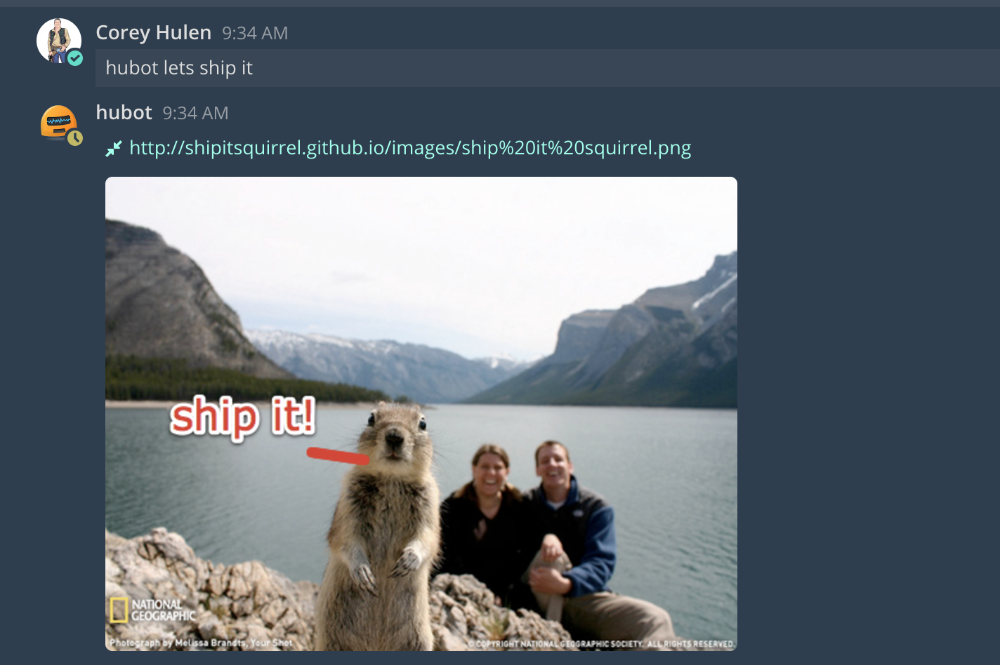 Corey Hulen 9:34 AM
hubot lets ship it
hubot 9:34 AM
http://shipitsquirrel.github.io/images/ship%20it%20squirrel.png
ship it!
NATIONAL
GEOGRAPHIC
Photograph by Melissa Brandts, Your Shot
© COPYRIGHT NATIONAL GEOGRAPHIC SOCIETY. ALL RIGHTS RESERVED.